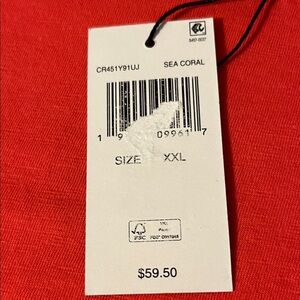 CR451Y91UJ SEA CORAL
1 9 09961 7
SIZE XXL
FSC
$59.50